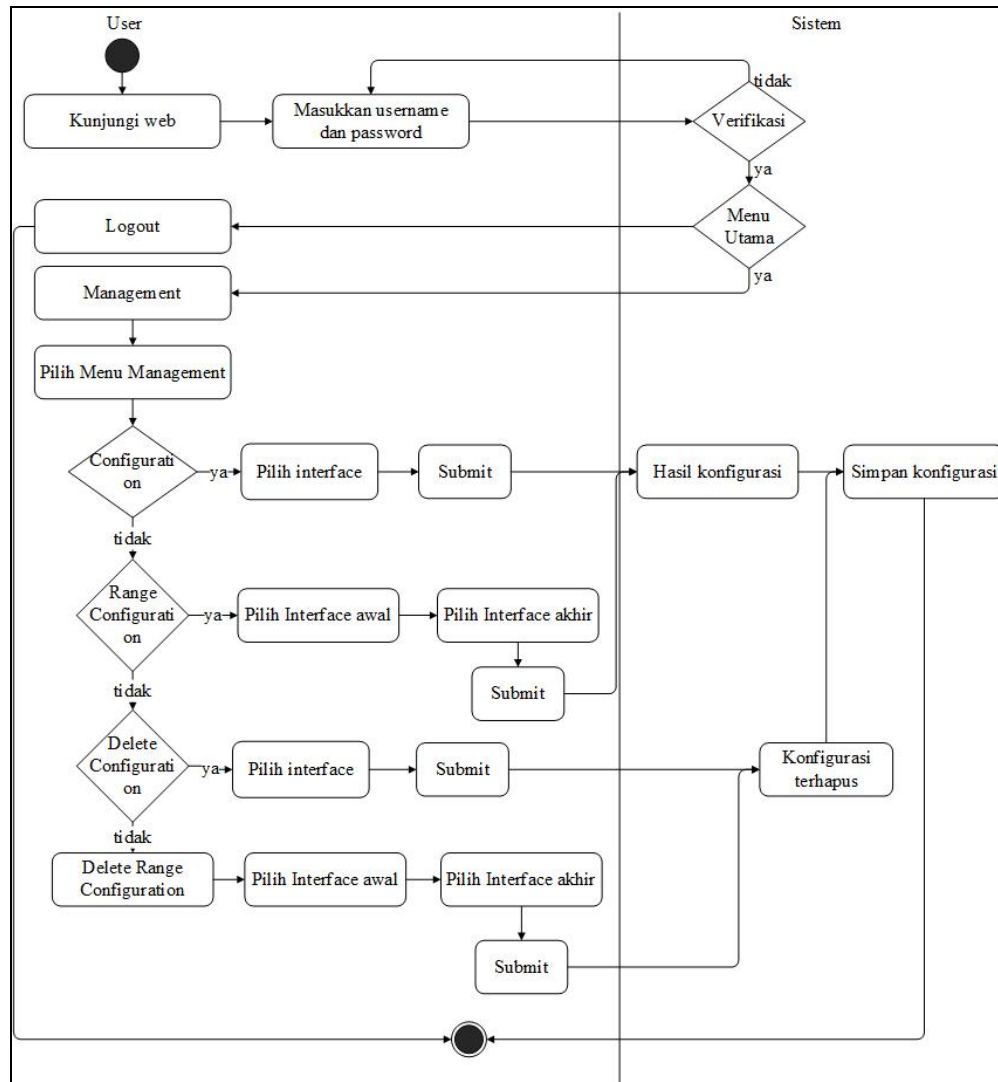 User
Sistem
tidak
Kunjungi web
Masukkan username
dan password
Verifikasi
ya
Logout
Menu
Utama
ya
Management
Pilih Menu Management
Configurati
on
ya
Pilih interface
Submit
Hasil konfigurasi
Simpan konfigurasi
tidak
Range
Configurati
on
ya
Pilih Interface awal
Pilih Interface akhir
Submit
tidak
Delete
Configurati
on
ya
Pilih interface
Submit
Konfigurasi
terhapus
tidak
Delete Range
Configuration
Pilih Interface awal
Pilih Interface akhir
Submit